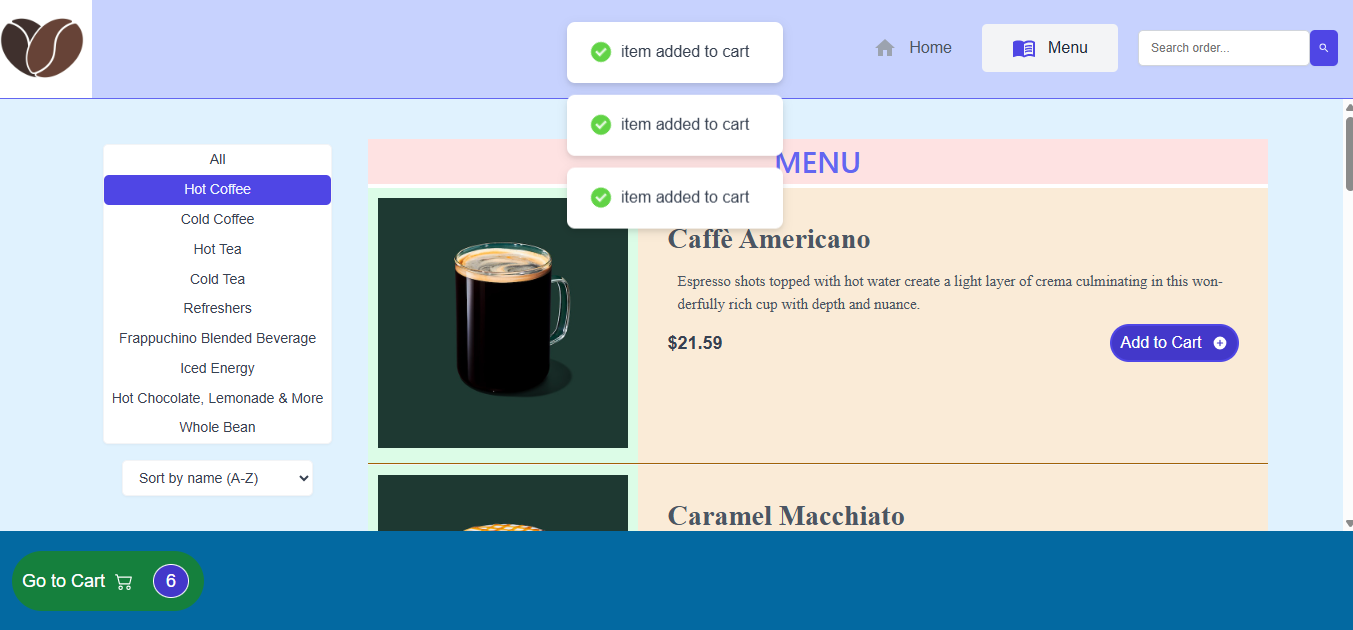 item added to cart
item added to cart
item added to cart
Home
Menu
Search order...
All
Hot Coffee
Cold Coffee
Hot Tea
Cold Tea
Refreshers
Frappuchino Blended Beverage
Iced Energy
Hot Chocolate, Lemonade & More
Whole Bean
Sort by name (A-Z)
MENU
Caffè Americano
Espresso shots topped with hot water create a light layer of crema culminating in this won-
derfully rich cup with depth and nuance.
$21.59
Add to Cart
Caramel Macchiato
Go to Cart
6